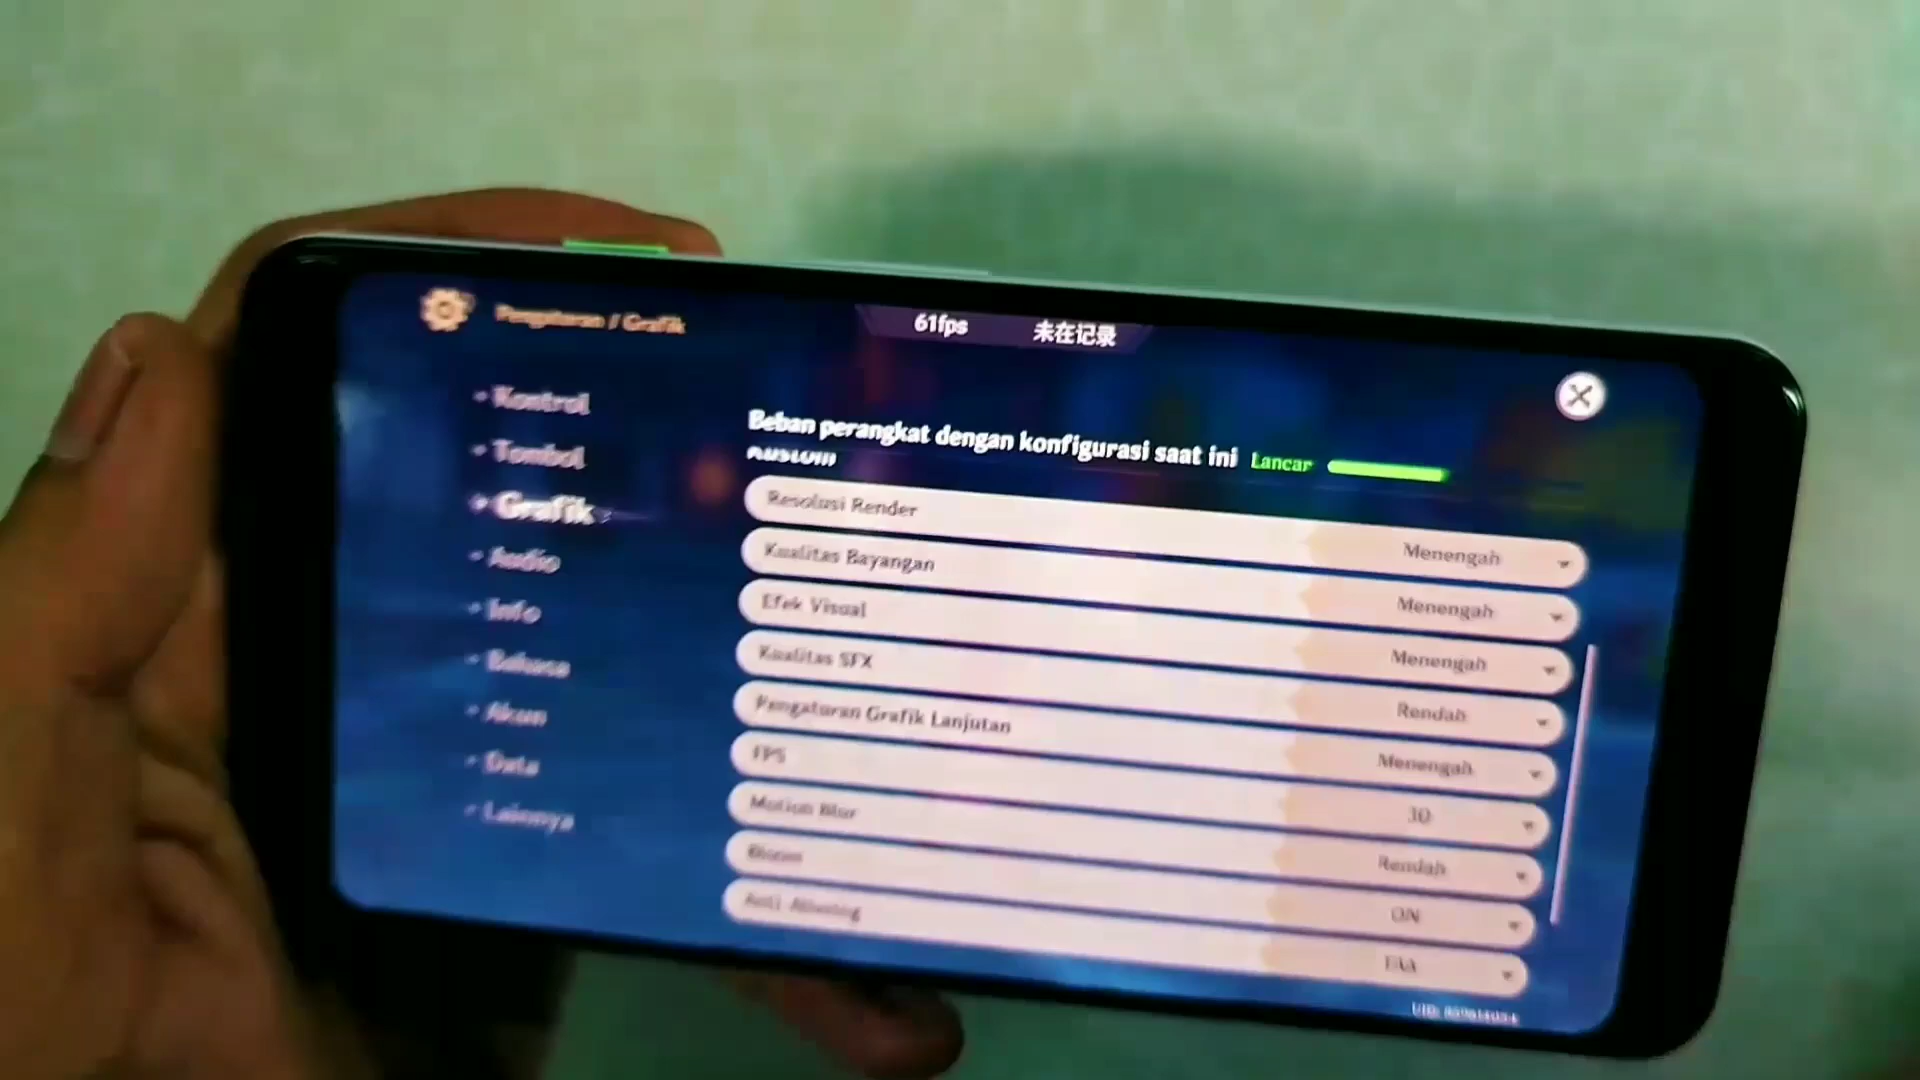 Pengaturan / Grafik
61fps
未在记录
Kontrol
Tombol
Grafik
Audio
Info
Bahasa
Akun
Data
Lainnya
Beban perangkat dengan konfigurasi saat ini Lancar
Kustom
Resolusi Render Menengah
Kualitas Bayangan Menengah
Efek Visual Menengah
Kualitas SFX Rendah
Pengaturan Grafik Lanjutan Menengah
FPS 30
Motion Blur Rendah
Bloom ON
Anti-Aliasing
UID: